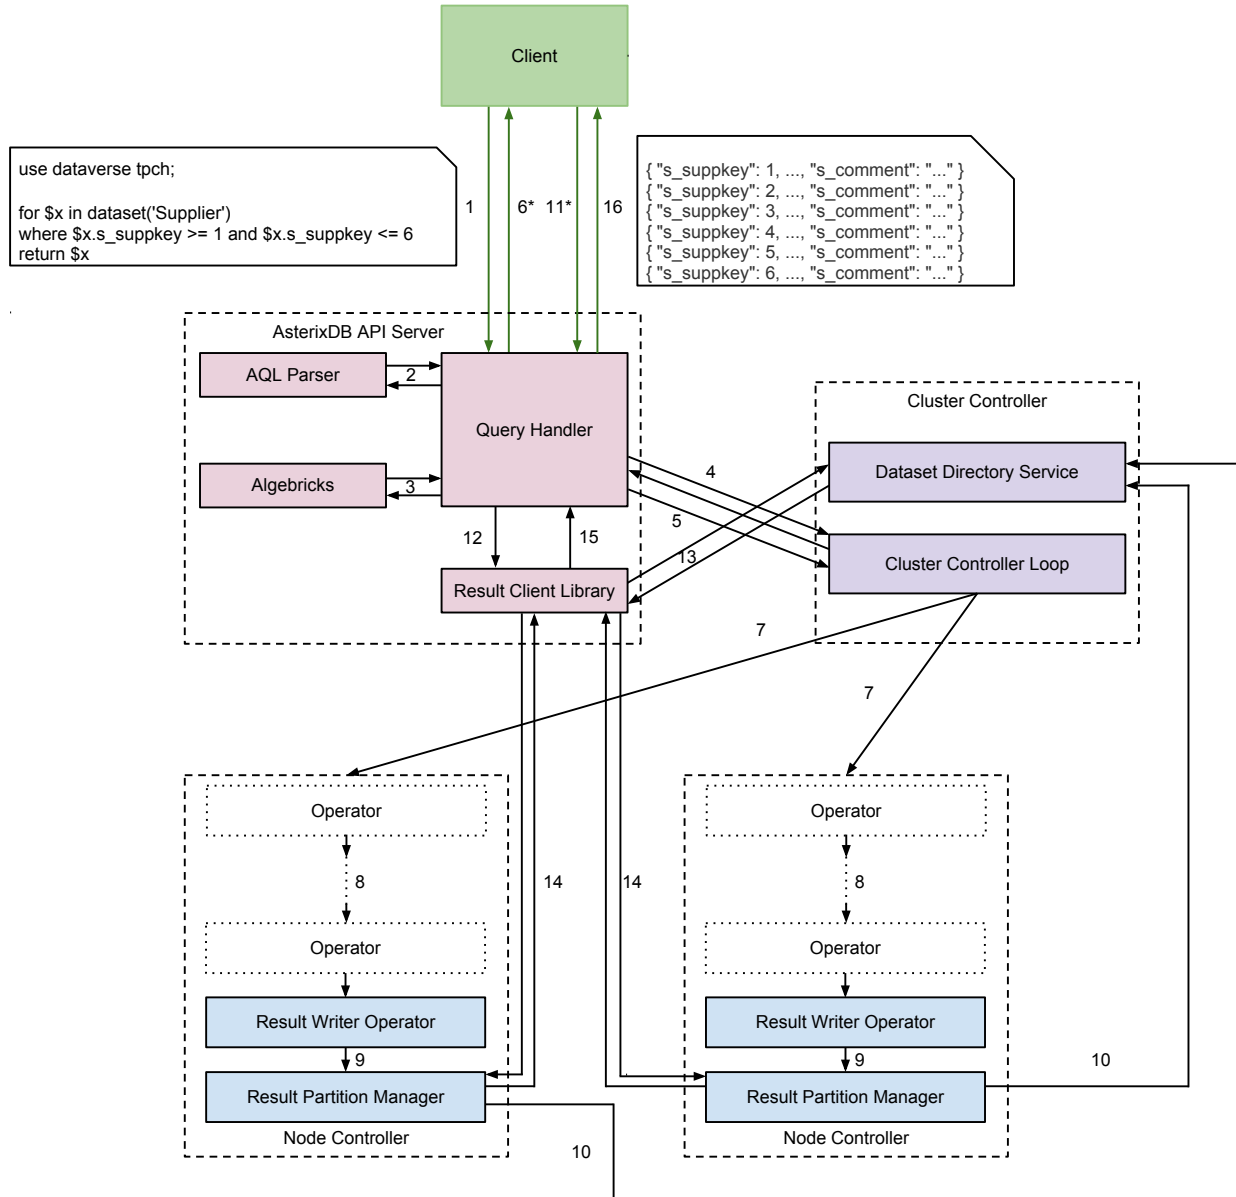 Client
use dataverse tpch;
for $x in dataset('Supplier')
where $x.s_suppkey >= 1 and $x.s_suppkey <= 6
return $x
1
6*
11*
16
{ "s_suppkey": 1, ..., "s_comment": "..." }
{ "s_suppkey": 2, ..., "s_comment": "..." }
{ "s_suppkey": 3, ..., "s_comment": "..." }
{ "s_suppkey": 4, ..., "s_comment": "..." }
{ "s_suppkey": 5, ..., "s_comment": "..." }
{ "s_suppkey": 6, ..., "s_comment": "..." }
AsterixDB API Server
AQL Parser
2
Query Handler
Algebricks
3
12
15
Result Client Library
4
5
13
Cluster Controller
Dataset Directory Service
Cluster Controller Loop
7
7
Operator
8
Operator
Result Writer Operator
9
Result Partition Manager
Node Controller
14
14
10
Operator
8
Operator
Result Writer Operator
9
Result Partition Manager
Node Controller
10